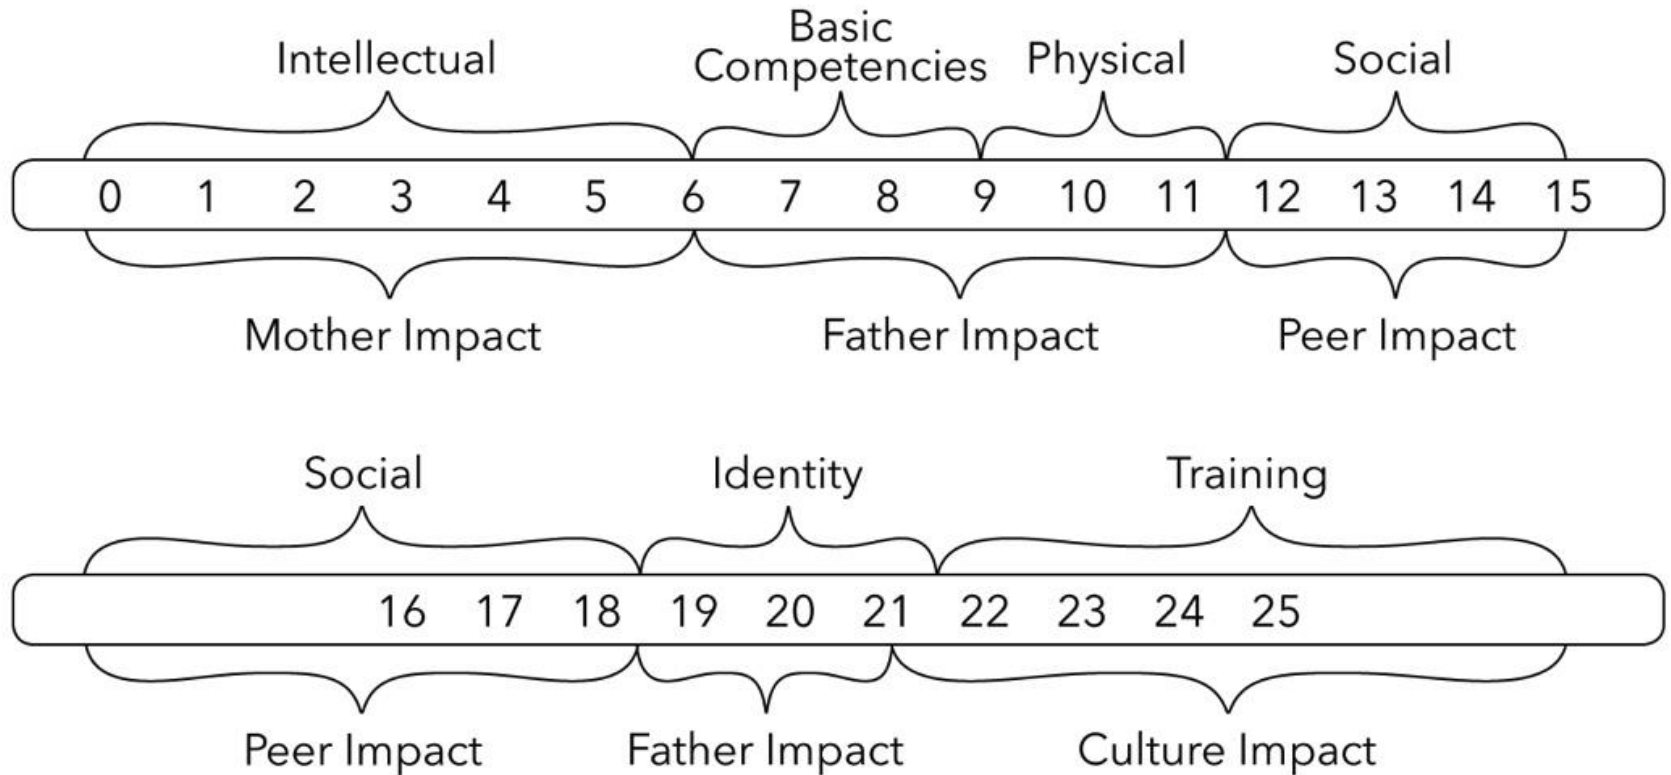 Basic
Intellectual Competencies Physical Social
0 1 2 3 4 5 6 7 8 9 10 11 12 13 14 15
Mother Impact Father Impact Peer Impact
Social Identity Training
16 17 18 19 20 21 22 23 24 25
Peer Impact Father Impact Culture Impact